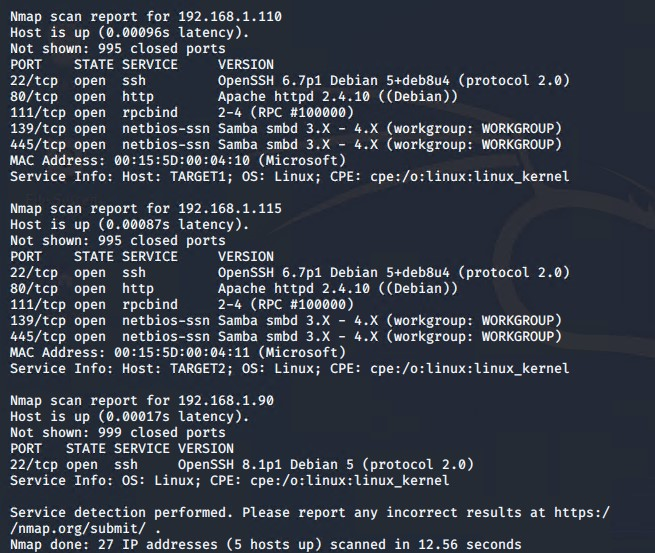 Nmap scan report for 192.168.1.110
Host is up (0.00096s latency).
Not shown: 995 closed ports
PORT    STATE SERVICE     VERSION
22/tcp  open  ssh         OpenSSH 6.7p1 Debian 5+deb8u4 (protocol 2.0)
80/tcp  open  http        Apache httpd 2.4.10 ((Debian))
111/tcp open  rpcbind     2-4 (RPC #100000)
139/tcp open  netbios-ssn Samba smbd 3.X - 4.X (workgroup: WORKGROUP)
445/tcp open  netbios-ssn Samba smbd 3.X - 4.X (workgroup: WORKGROUP)
MAC Address: 00:15:5D:00:04:10 (Microsoft)
Service Info: Host: TARGET1; OS: Linux; CPE: cpe:/o:linux:linux_kernel

Nmap scan report for 192.168.1.115
Host is up (0.00087s latency).
Not shown: 995 closed ports
PORT    STATE SERVICE     VERSION
22/tcp  open  ssh         OpenSSH 6.7p1 Debian 5+deb8u4 (protocol 2.0)
80/tcp  open  http        Apache httpd 2.4.10 ((Debian))
111/tcp open  rpcbind     2-4 (RPC #100000)
139/tcp open  netbios-ssn Samba smbd 3.X - 4.X (workgroup: WORKGROUP)
445/tcp open  netbios-ssn Samba smbd 3.X - 4.X (workgroup: WORKGROUP)
MAC Address: 00:15:5D:00:04:11 (Microsoft)
Service Info: Host: TARGET2; OS: Linux; CPE: cpe:/o:linux:linux_kernel

Nmap scan report for 192.168.1.90
Host is up (0.00017s latency).
Not shown: 999 closed ports
PORT   STATE SERVICE VERSION
22/tcp open  ssh     OpenSSH 8.1p1 Debian 5 (protocol 2.0)
Service Info: OS: Linux; CPE: cpe:/o:linux:linux_kernel

Service detection performed. Please report any incorrect results at https:/
/nmap.org/submit/ .
Nmap done: 27 IP addresses (5 hosts up) scanned in 12.56 seconds